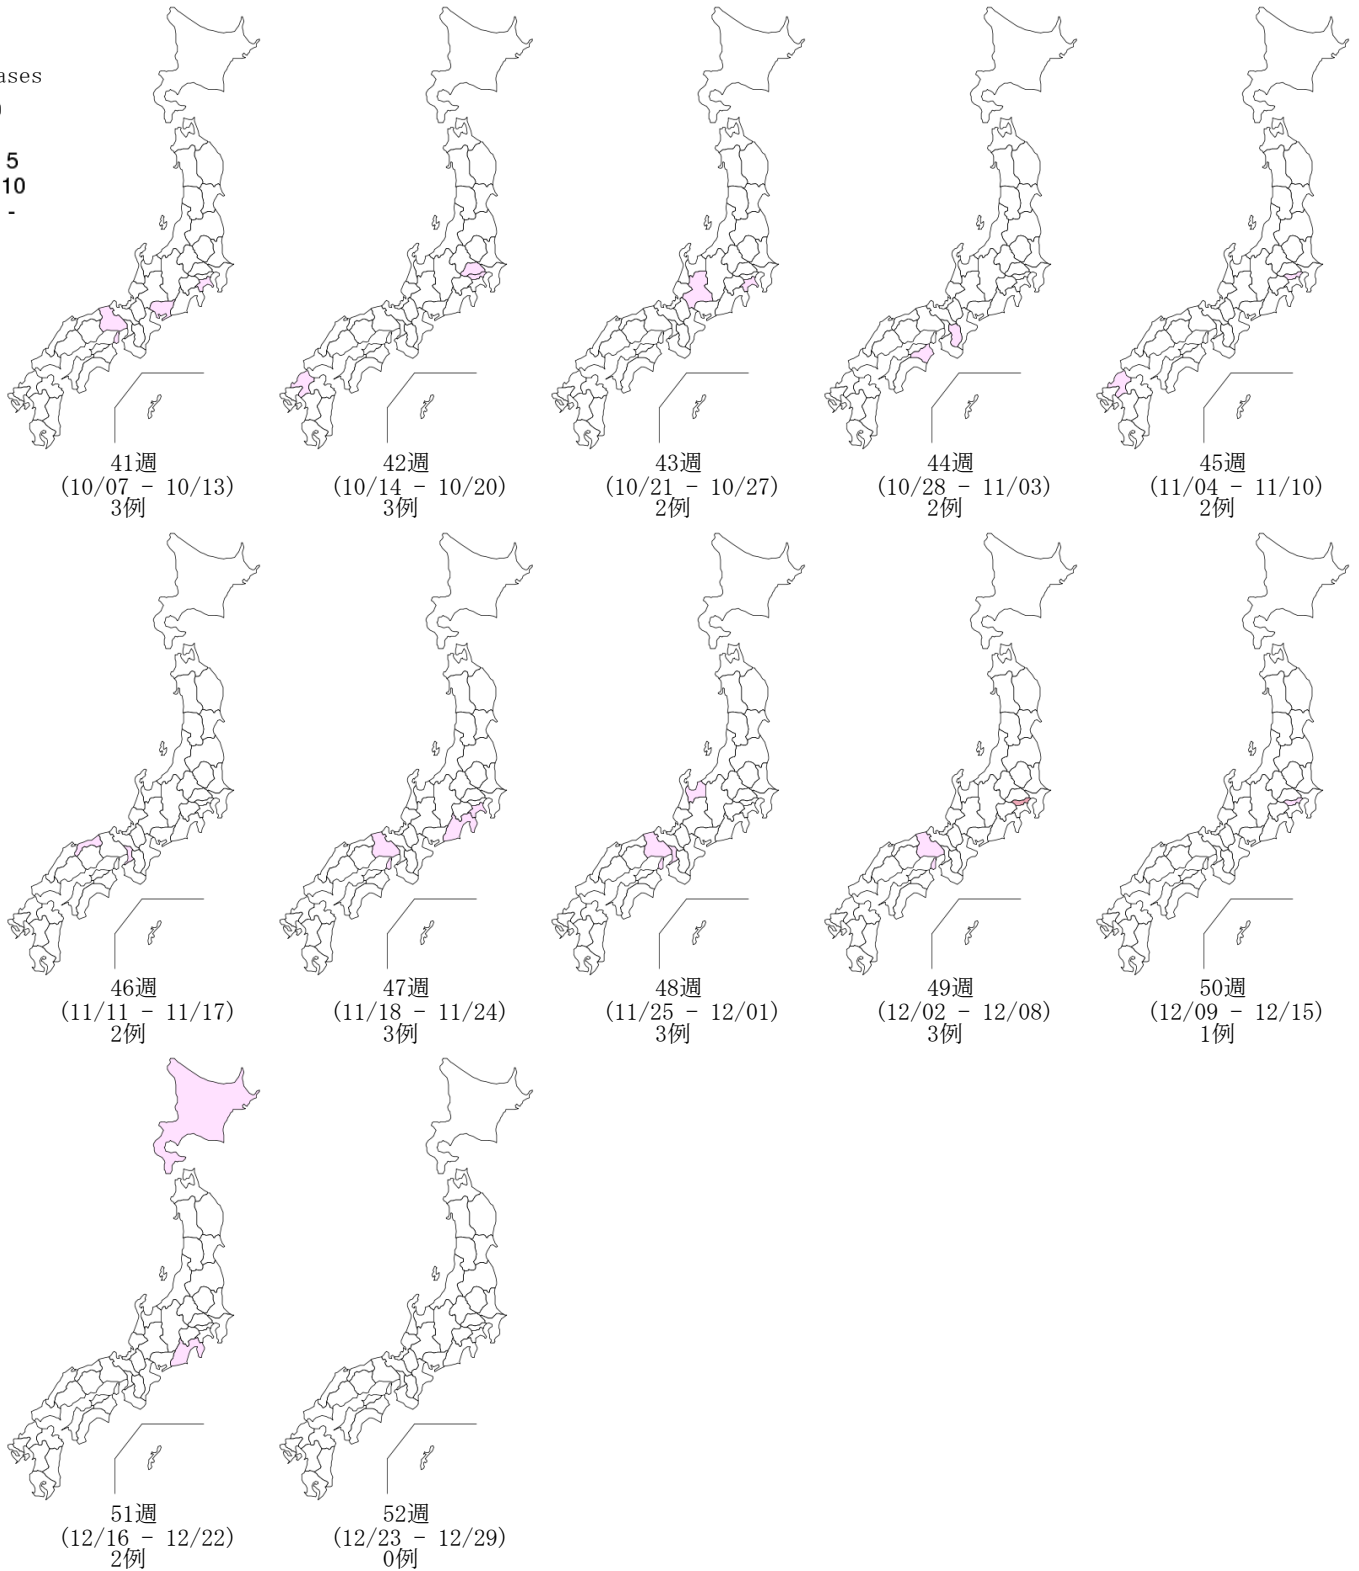 ases
5
10
-
41週
(10/07 - 10/13)
3例
42週
(10/14 - 10/20)
3例
43週
(10/21 - 10/27)
2例
44週
(10/28 - 11/03)
2例
45週
(11/04 - 11/10)
2例
46週
(11/11 - 11/17)
2例
47週
(11/18 - 11/24)
3例
48週
(11/25 - 12/01)
3例
49週
(12/02 - 12/08)
3例
50週
(12/09 - 12/15)
1例
51週
(12/16 - 12/22)
2例
52週
(12/23 - 12/29)
0例